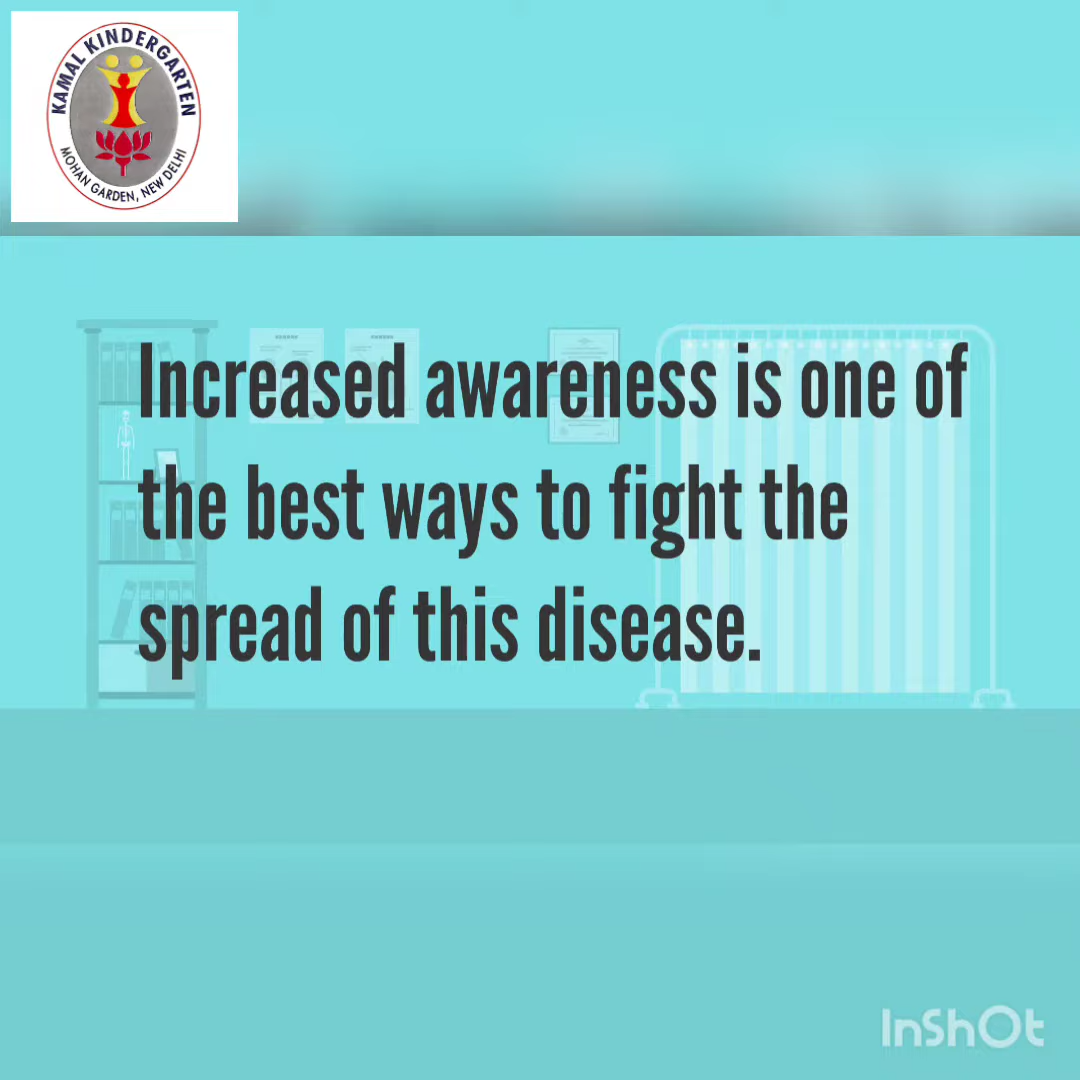 KAMAL KINDERGARTEN
MOHAN GARDEN, NEW DELHI
Increased awareness is one of
the best ways to fight the
spread of this disease.
InShOt